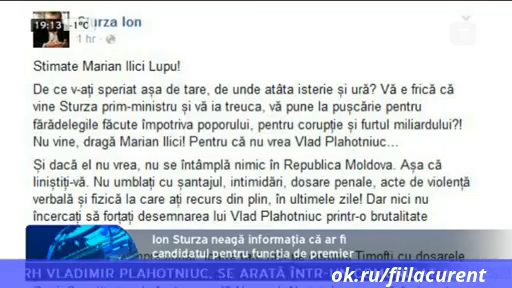 19:13 -1°C
Sturza Ion
1 hr
Stimate Marian Ilici Lupu!
De ce v-ați speriat așa de tare, de unde atâta isterie și ură? Vă e frică că
vine Sturza prim-ministru și vă ia treuca, vă pune la pușcărie pentru
fărădelegile făcute împotriva poporului, pentru corupție și furtul miliardului?!
Nu vine, dragă Marian Ilici! Pentru că nu vrea Vlad Plahotniuc...
Și dacă el nu vrea, nu se întâmplă nimic în Republica Moldova. Așa că
liniștiți-vă. Nu umblați cu șantajul, intimidări, dosare penale, acte de violență
verbală și fizică la care ați recurs din plin, în ultimele zile! Dar nici nu
încercați să forțați desemnarea lui Vlad Plahotniuc printr-o brutalitate
Ion Sturza neagă informația că ar fi
candidatul pentru funcția de premier
Timofti cu dosarele
RH VLADIMIR PLAHOTNIUC, SE ARATĂ ÎNTR-U
ok.ru/fiilacurent